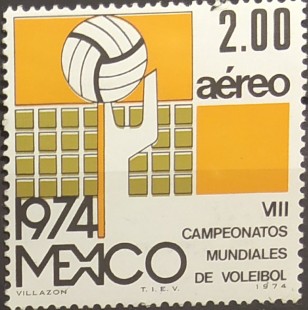 2.00
aéreo
1974
MEXICO
VIII
CAMPEONATOS
MUNDIALES
DE VOLEIBOL
VILLAZON T.I.E.V. 1974